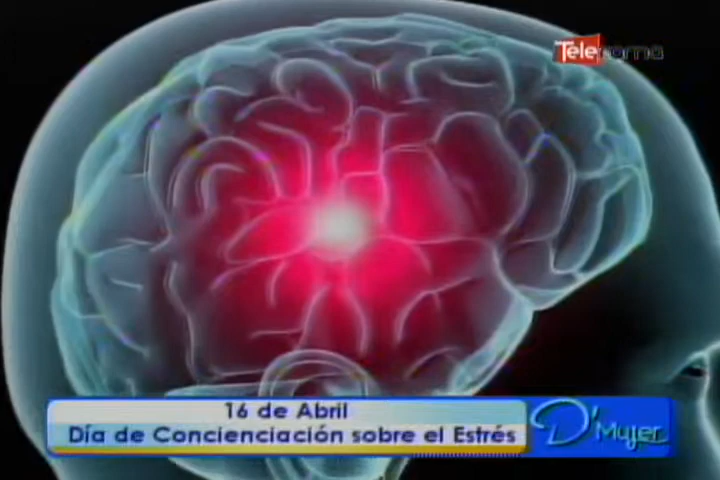 Telerama
16 de Abril
Día de Concienciación sobre el Estrés
D'Mujer